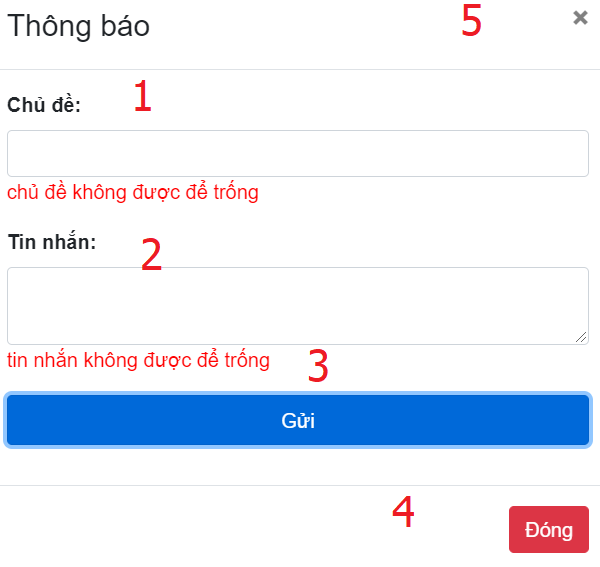 Thông báo
5
×
Chủ đề:
1
chủ đề không được để trống
Tin nhắn:
2
tin nhắn không được để trống
3
Gửi
4
Đóng